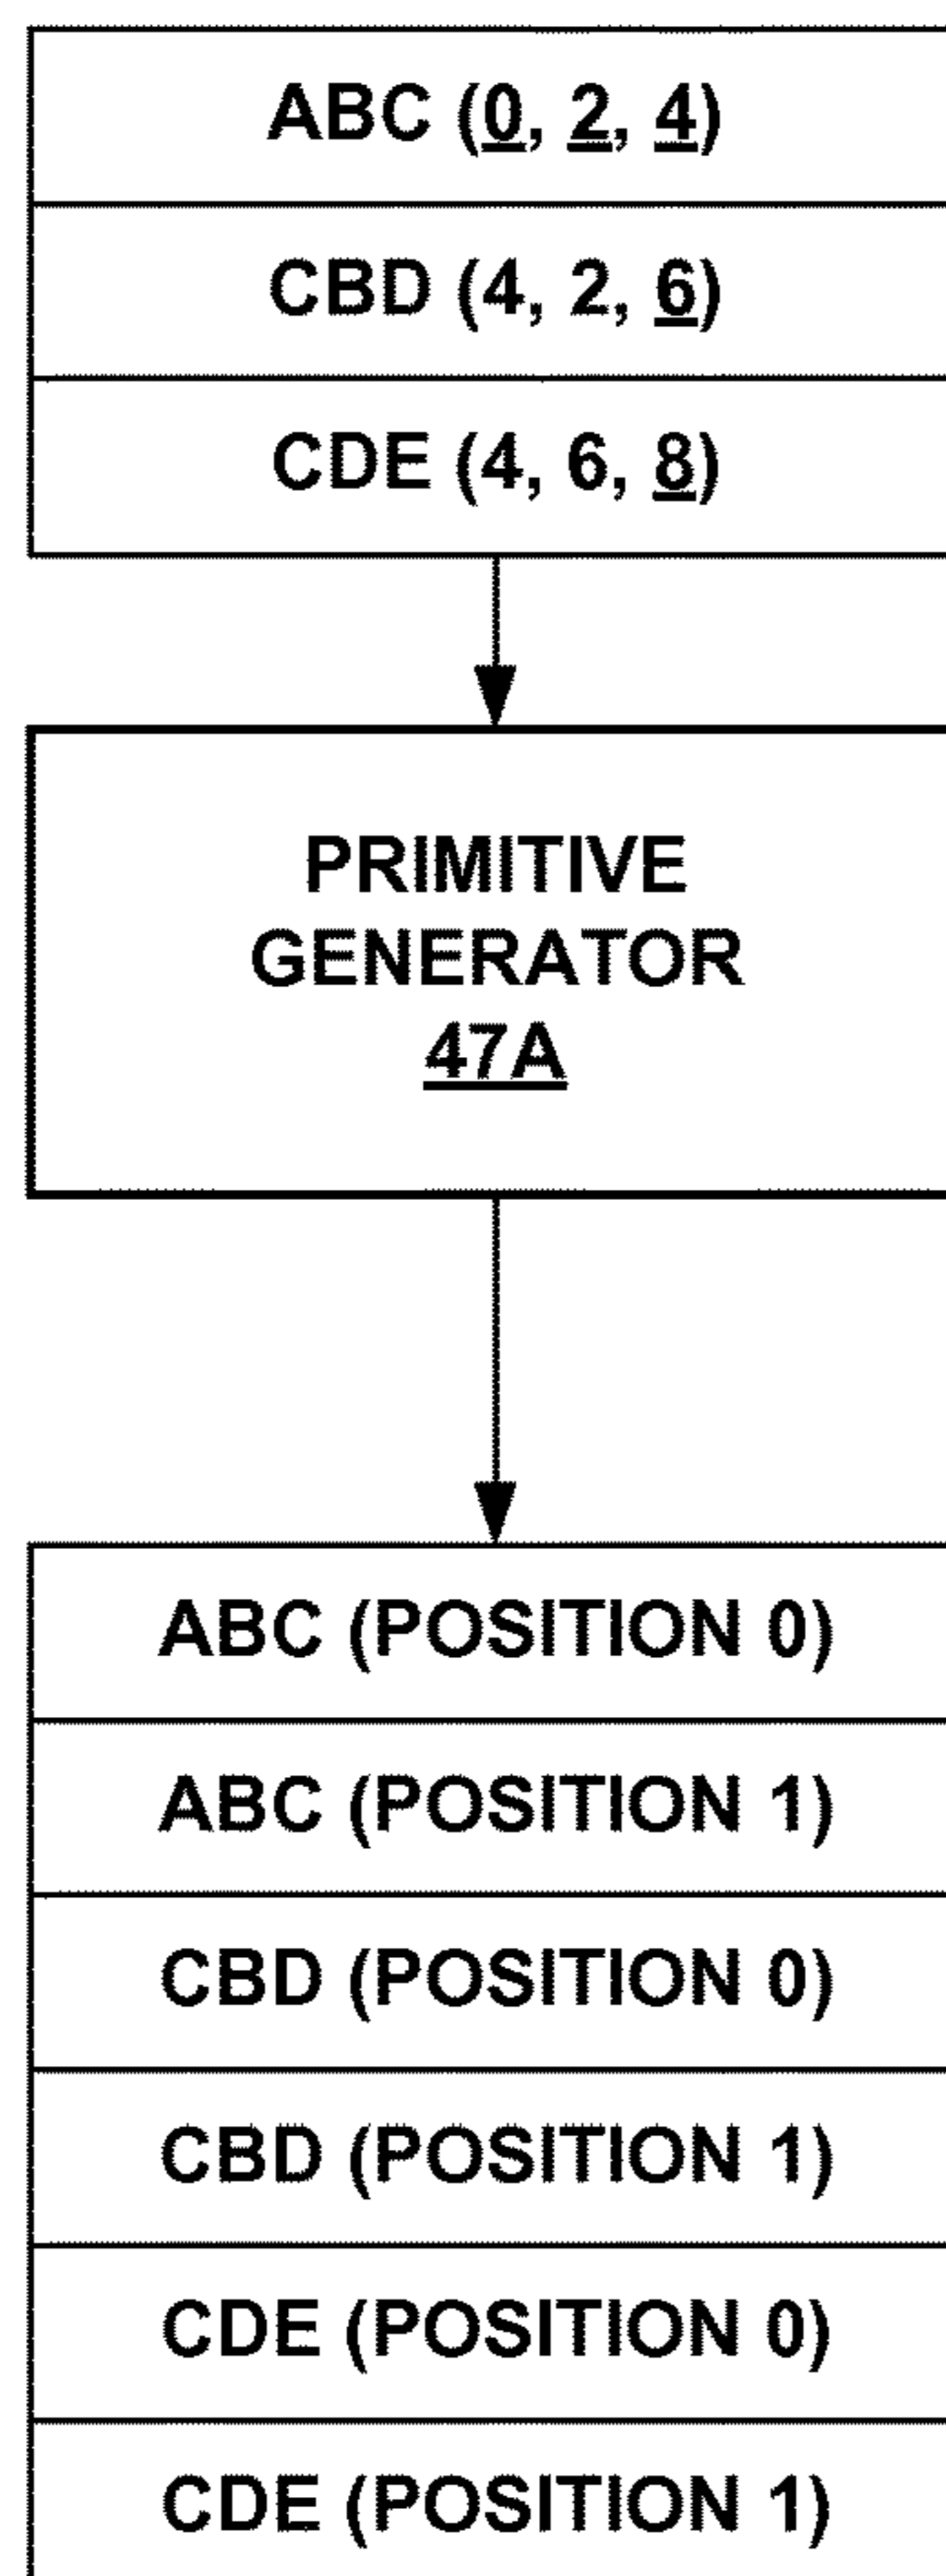 ABC (0, 2, 4)
CBD (4, 2, 6)
CDE (4, 6, 8)
PRIMITIVE
GENERATOR
47A
ABC (POSITION 0)
ABC (POSITION 1)
CBD (POSITION 0)
CBD (POSITION 1)
CDE (POSITION 0)
CDE (POSITION 1)